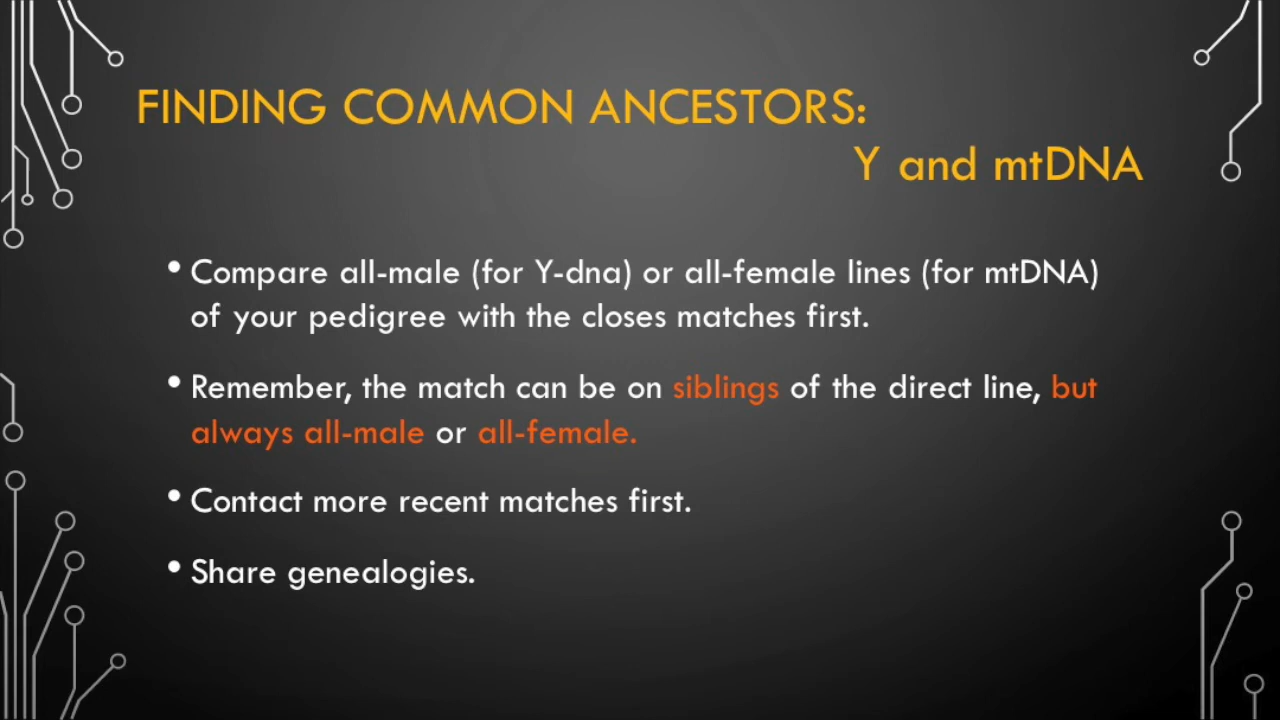 FINDING COMMON ANCESTORS:
Y and mtDNA
• Compare all-male (for Y-dna) or all-female lines (for mtDNA)
of your pedigree with the closes matches first.
• Remember, the match can be on siblings of the direct line, but
always all-male or all-female.
• Contact more recent matches first.
• Share genealogies.